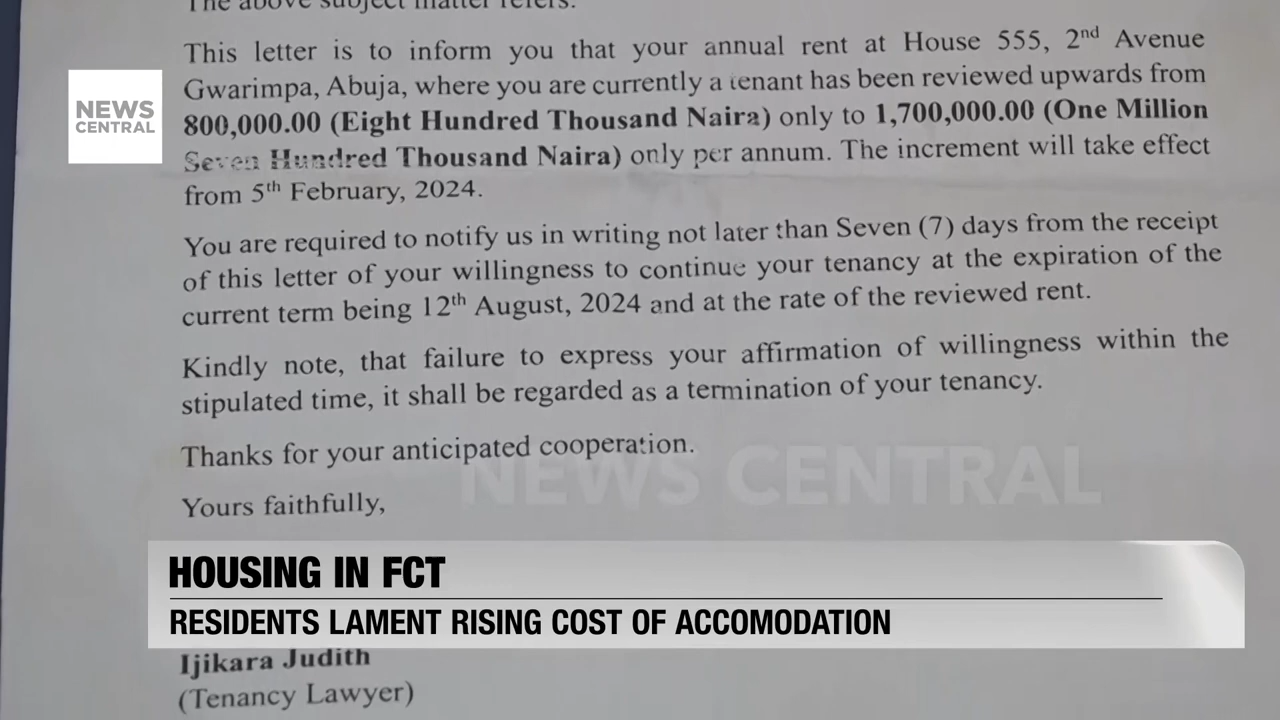 The above subject matter refers.
This letter is to inform you that your annual rent at House 555, 2nd Avenue
Gwarimpa, Abuja, where you are currently a tenant has been reviewed upwards from
800,000.00 (Eight Hundred Thousand Naira) only to 1,700,000.00 (One Million
Seven Hundred Thousand Naira) only per annum. The increment will take effect
from 5th February, 2024.
You are required to notify us in writing not later than Seven (7) days from the receipt
of this letter of your willingness to continue your tenancy at the expiration of the
current term being 12th August, 2024 and at the rate of the reviewed rent.
Kindly note, that failure to express your affirmation of willingness within the
stipulated time, it shall be regarded as a termination of your tenancy.
Thanks for your anticipated cooperation.
Yours faithfully,
NEWS
CENTRAL
NEWS CENTRAL
HOUSING IN FCT
RESIDENTS LAMENT RISING COST OF ACCOMODATION
Ijikara Judith
(Tenancy Lawyer)